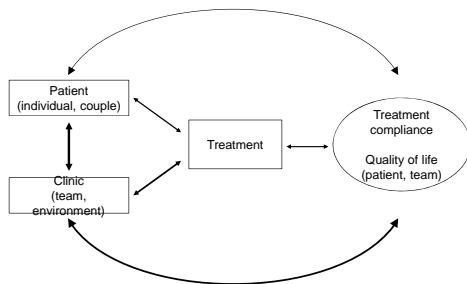 Patient
(individual, couple)
Treatment
compliance
Treatment
Quality of life
(patient, team)
Clinic
(team,
environment)